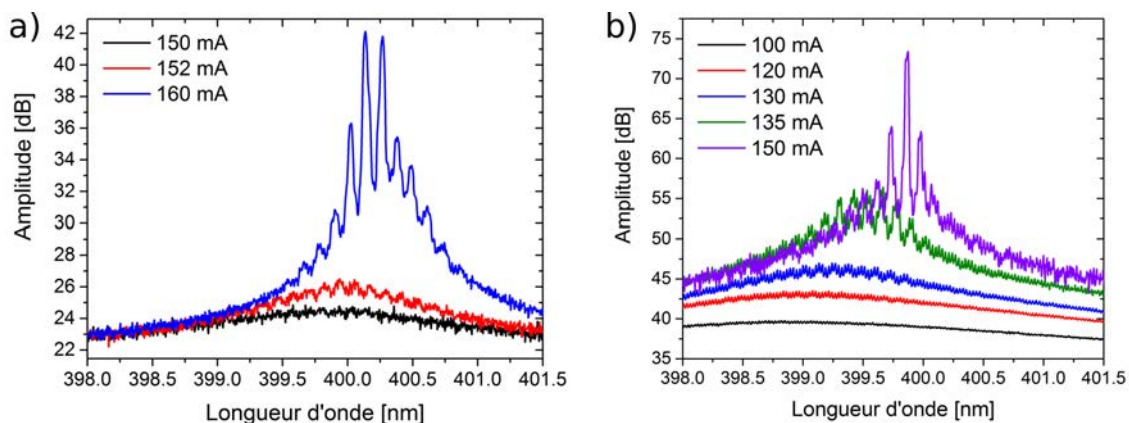 a)
150 mA
152 mA
160 mA
Amplitude [dB]
42
40
38
36
34
32
30
28
26
24
22
398.0 398.5 399.0 399.5 400.0 400.5 401.0 401.5
Longueur d'onde [nm]
b)
100 mA
120 mA
130 mA
135 mA
150 mA
Amplitude [dB]
75
70
65
60
55
50
45
40
35
398.0 398.5 399.0 399.5 400.0 400.5 401.0 401.5
Longueur d'onde [nm]